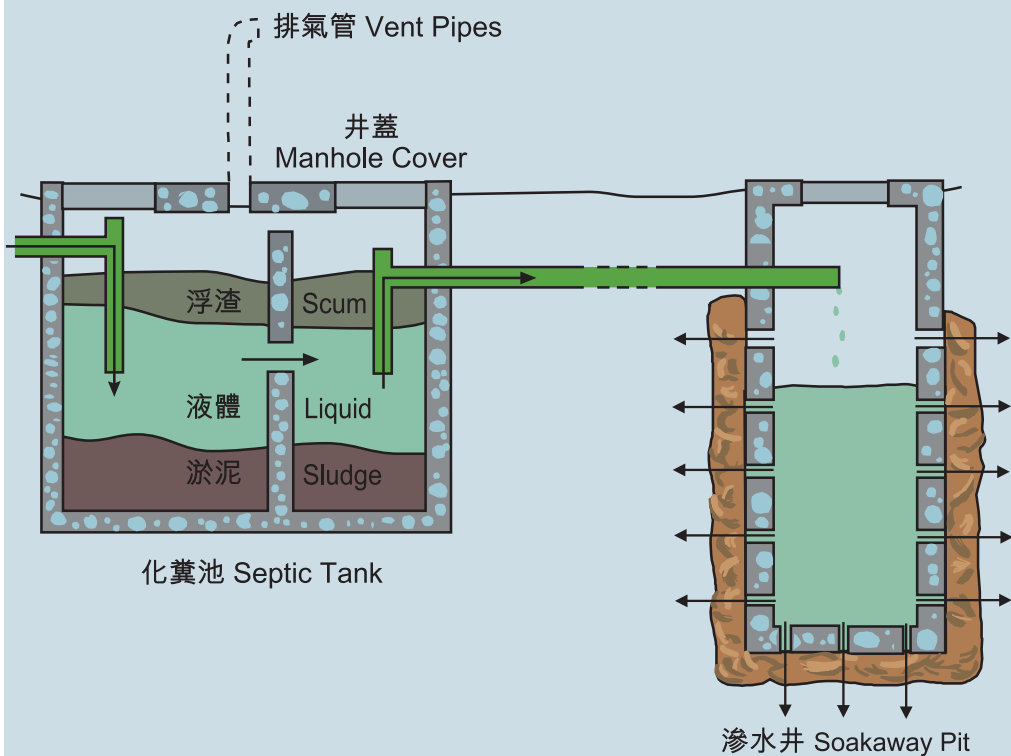 排氣管 Vent Pipes
井蓋
Manhole Cover
浮渣 Scum
液體 Liquid
淤泥 Sludge
化糞池 Septic Tank
滲水井 Soakaway Pit